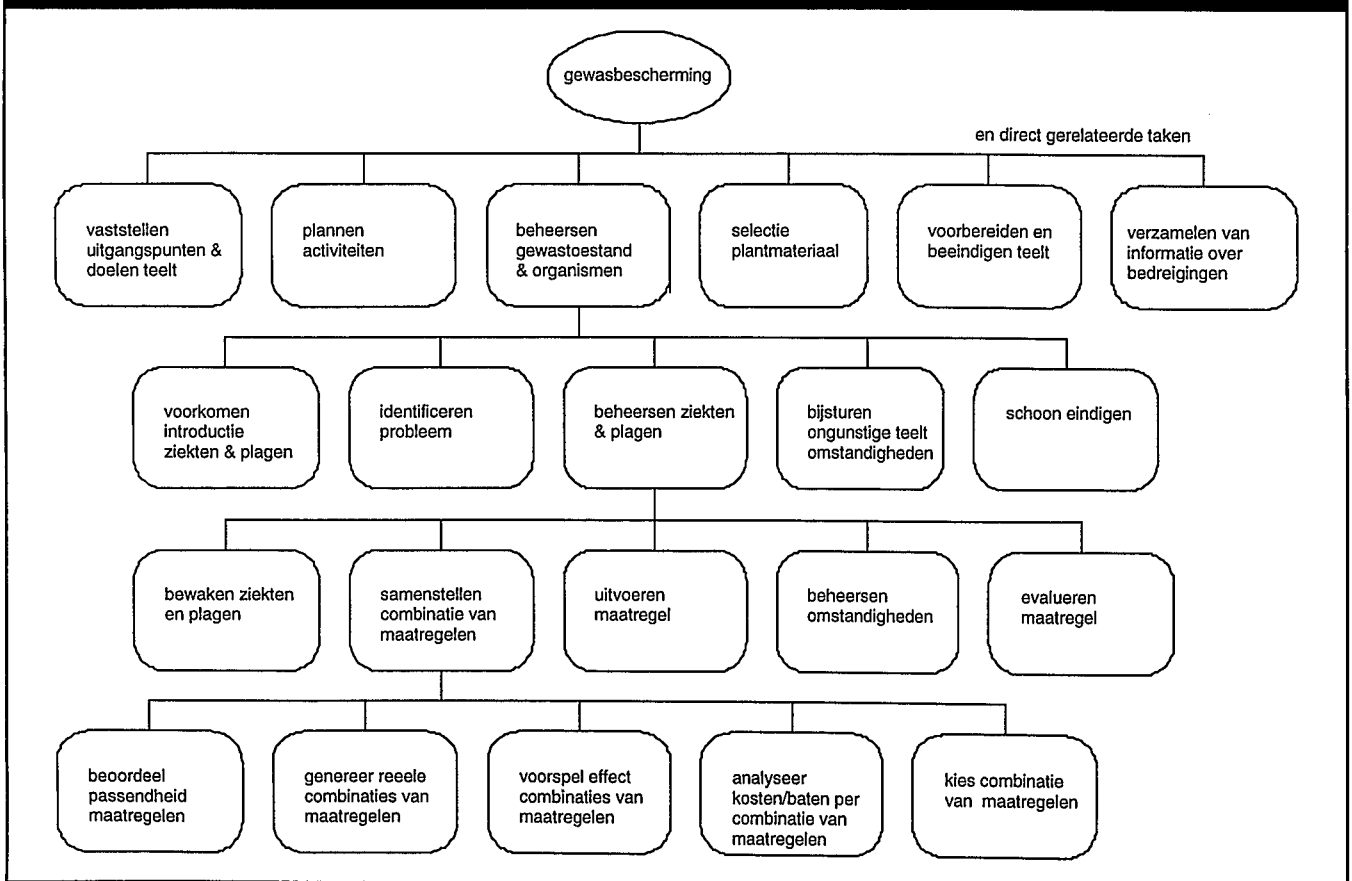 gewasbescherming
en direct gerelateerde taken
vaststellen
uitgangspunten &
doelen teelt
plannen
activiteiten
beheersen
gewastoestand
& organismen
selectie
plantmateriaal
voorbereiden en
beeindigen teelt
verzamelen van
informatie over
bedreigingen
voorkomen
introductie
ziekten & plagen
identificeren
probleem
beheersen ziekten
& plagen
bijsturen
ongunstige teelt
omstandigheden
schoon eindigen
bewaken ziekten
en plagen
samenstellen
combinatie van
maatregelen
uitvoeren
maatregel
beheersen
omstandigheden
evalueren
maatregel
beoordeel
passendheid
maatregelen
genereer reeele
combinaties van
maatregelen
voorspel effect
combinaties van
maatregelen
analyseer
kosten/baten per
combinatie van
maatregelen
kies combinatie
van maatregelen